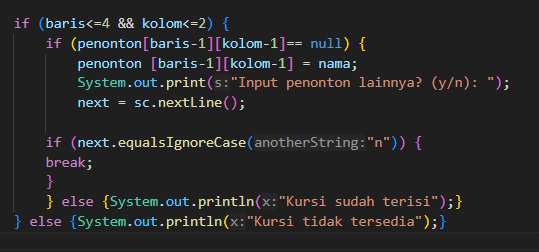 if (baris<=4 && kolom<=2) {
if (penonton[baris-1][kolom-1]== null) {
penonton [baris-1][kolom-1] = nama;
System.out.print(s:"Input penonton lainnya? (y/n): ");
next = sc.nextLine();
if (next.equalsIgnoreCase(anotherString:"n")) {
break;
}
} else {System.out.println(x:"Kursi sudah terisi");}
} else {System.out.println(x:"Kursi tidak tersedia");}